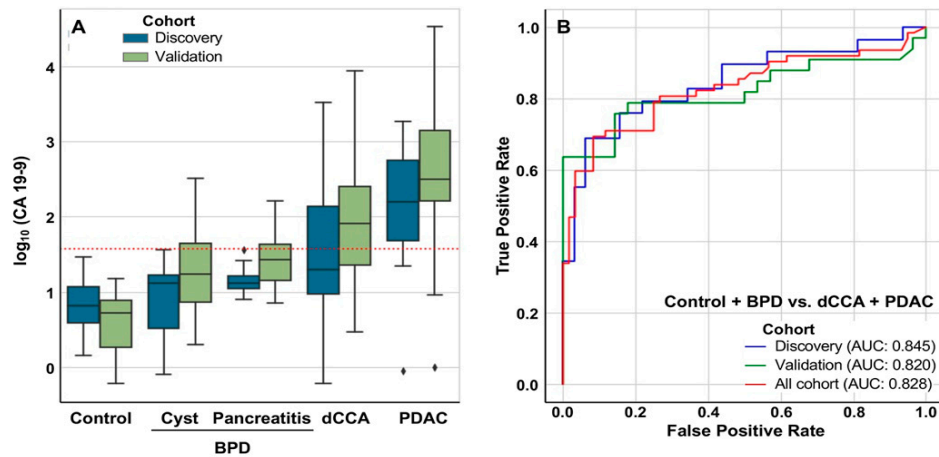 A
Cohort
Discovery
Validation
4
3
2
1
0
log₁₀ (CA 19-9)
Control
Cyst
Pancreatitis
dCCA
PDAC
BPD
B
1.0
0.8
0.6
0.4
0.2
0.0
True Positive Rate
Control + BPD vs. dCCA + PDAC
Cohort
Discovery (AUC: 0.845)
Validation (AUC: 0.820)
All cohort (AUC: 0.828)
0.0
0.2
0.4
0.6
0.8
1.0
False Positive Rate